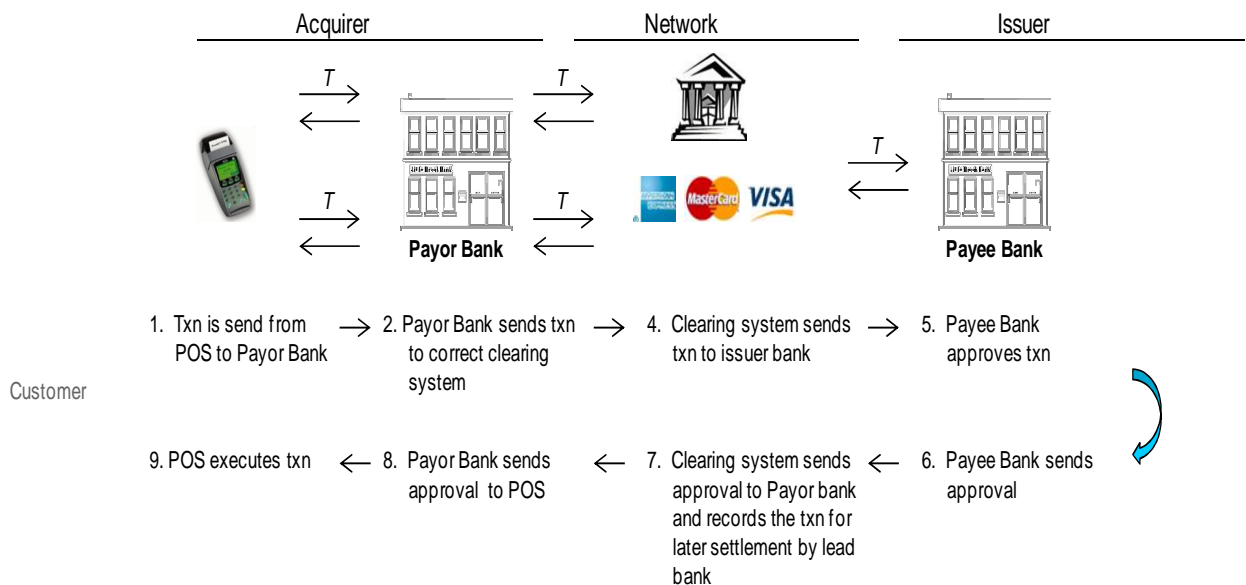 Acquirer
Network
Issuer
T
T
T
T
T
AMERICAN
EXPRESS
MasterCard
VISA
Payor Bank
Payee Bank
1. Txn is send from
POS to Payor Bank
2. Payor Bank sends txn
to correct clearing
system
4. Clearing system sends
txn to issuer bank
5. Payee Bank
approves txn
Customer
9. POS executes txn
8. Payor Bank sends
approval to POS
7. Clearing system sends
approval to Payor bank
and records the txn for
later settlement by lead
bank
6. Payee Bank sends
approval